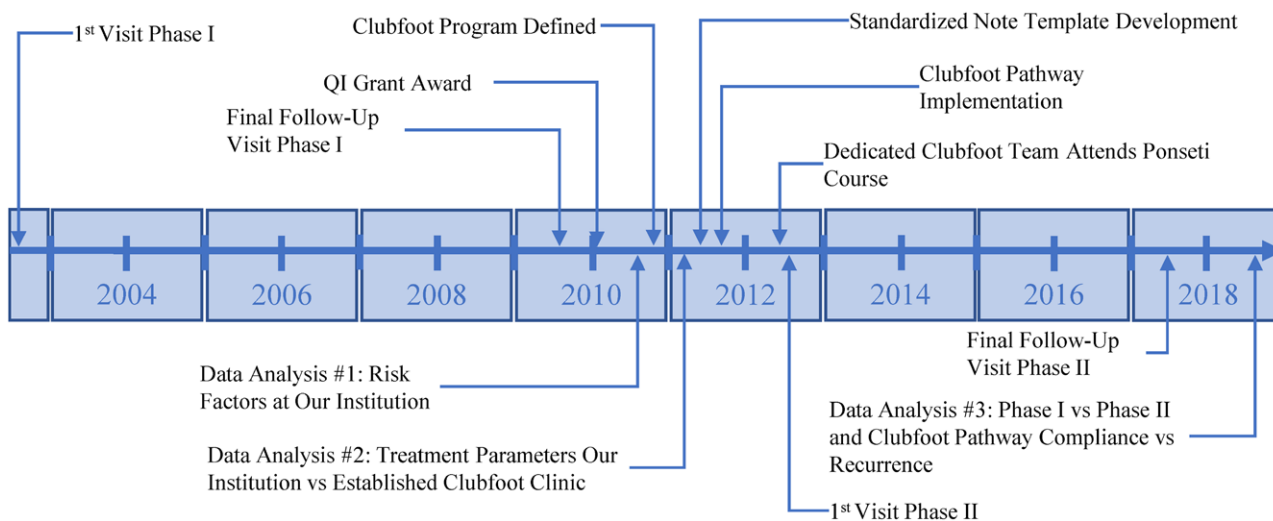 1st Visit Phase I
Clubfoot Program Defined
Standardized Note Template Development
QI Grant Award
Clubfoot Pathway
Implementation
Final Follow-Up
Visit Phase I
Dedicated Clubfoot Team Attends Ponseti
Course
2004
2006
2008
2010
2012
2014
2016
2018
Final Follow-Up
Visit Phase II
Data Analysis #1: Risk
Factors at Our Institution
Data Analysis #3: Phase I vs Phase II
and Clubfoot Pathway Compliance vs
Recurrence
Data Analysis #2: Treatment Parameters Our
Institution vs Established Clubfoot Clinic
1st Visit Phase II